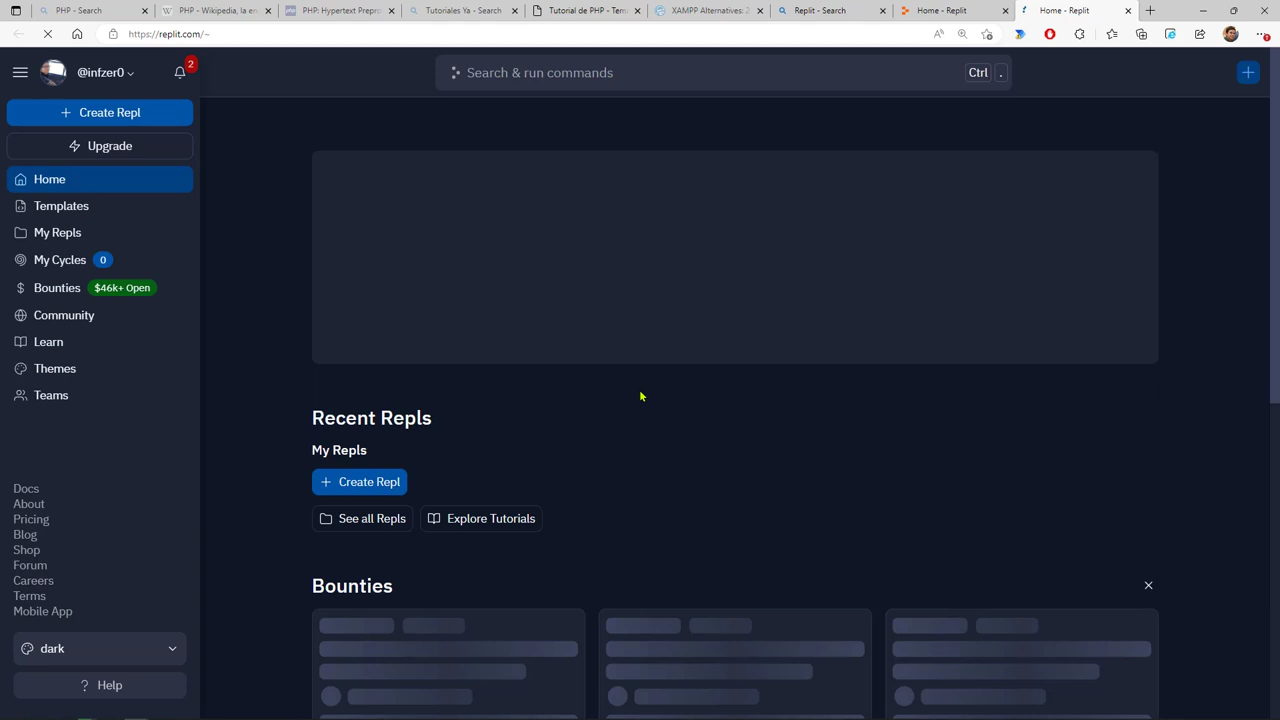 PHP - Search
PHP - Wikipedia, la en
PHP: Hypertext Prepro
Tutoriales Ya - Search
Tutorial de PHP - Tem
XAMPP Alternatives: 2
Replit - Search
Home - Replit
Home - Replit
https://replit.com/~
@infzer0
2
Search & run commands
Ctrl .
Create Repl
Upgrade
Home
Templates
My Repls
My Cycles 0
Bounties $46k+ Open
Community
Learn
Themes
Teams
Recent Repls
My Repls
Create Repl
See all Repls
Explore Tutorials
Bounties
Docs
About
Pricing
Blog
Shop
Forum
Careers
Terms
Mobile App
dark
? Help